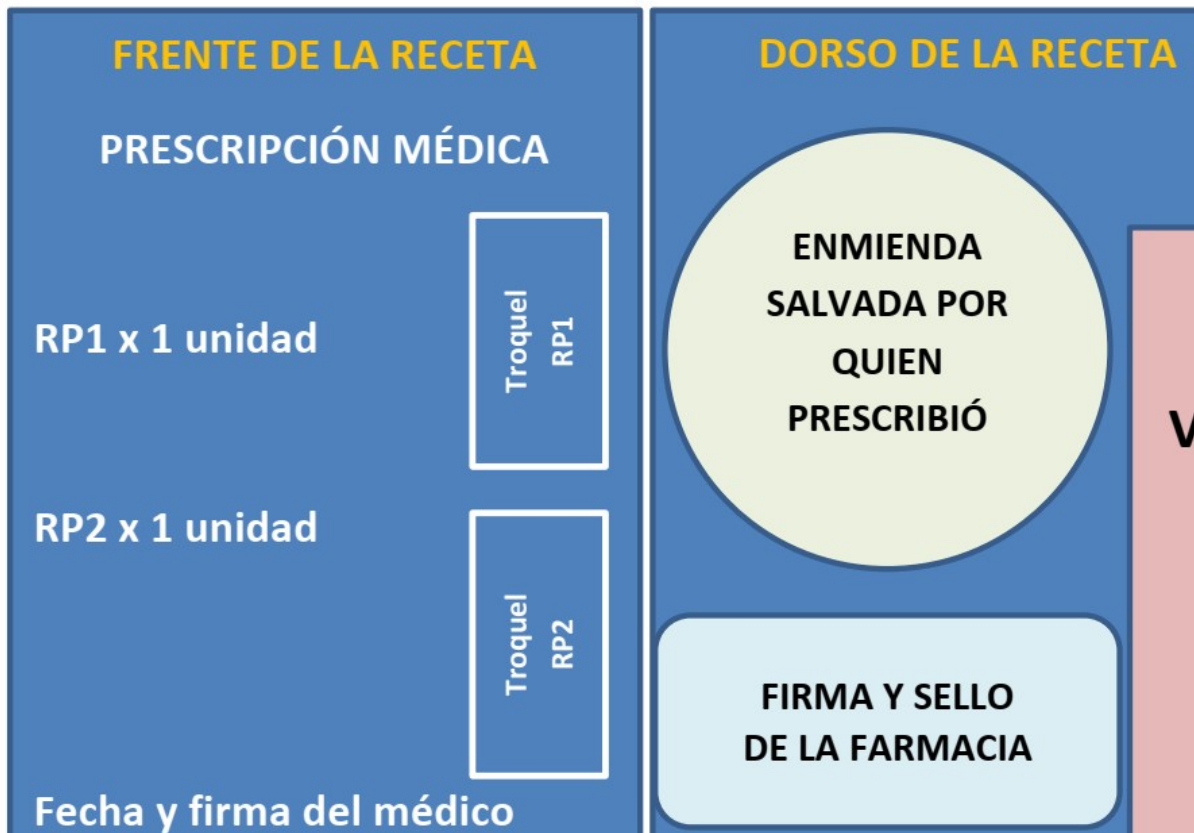 FRENTE DE LA RECETA
PRESCRIPCIÓN MÉDICA
RP1 x 1 unidad
Troquel
RP1
RP2 x 1 unidad
Troquel
RP2
Fecha y firma del médico
DORSO DE LA RECETA
ENMIENDA
SALVADA POR
QUIEN
PRESCRIBIÓ
FIRMA Y SELLO
DE LA FARMACIA